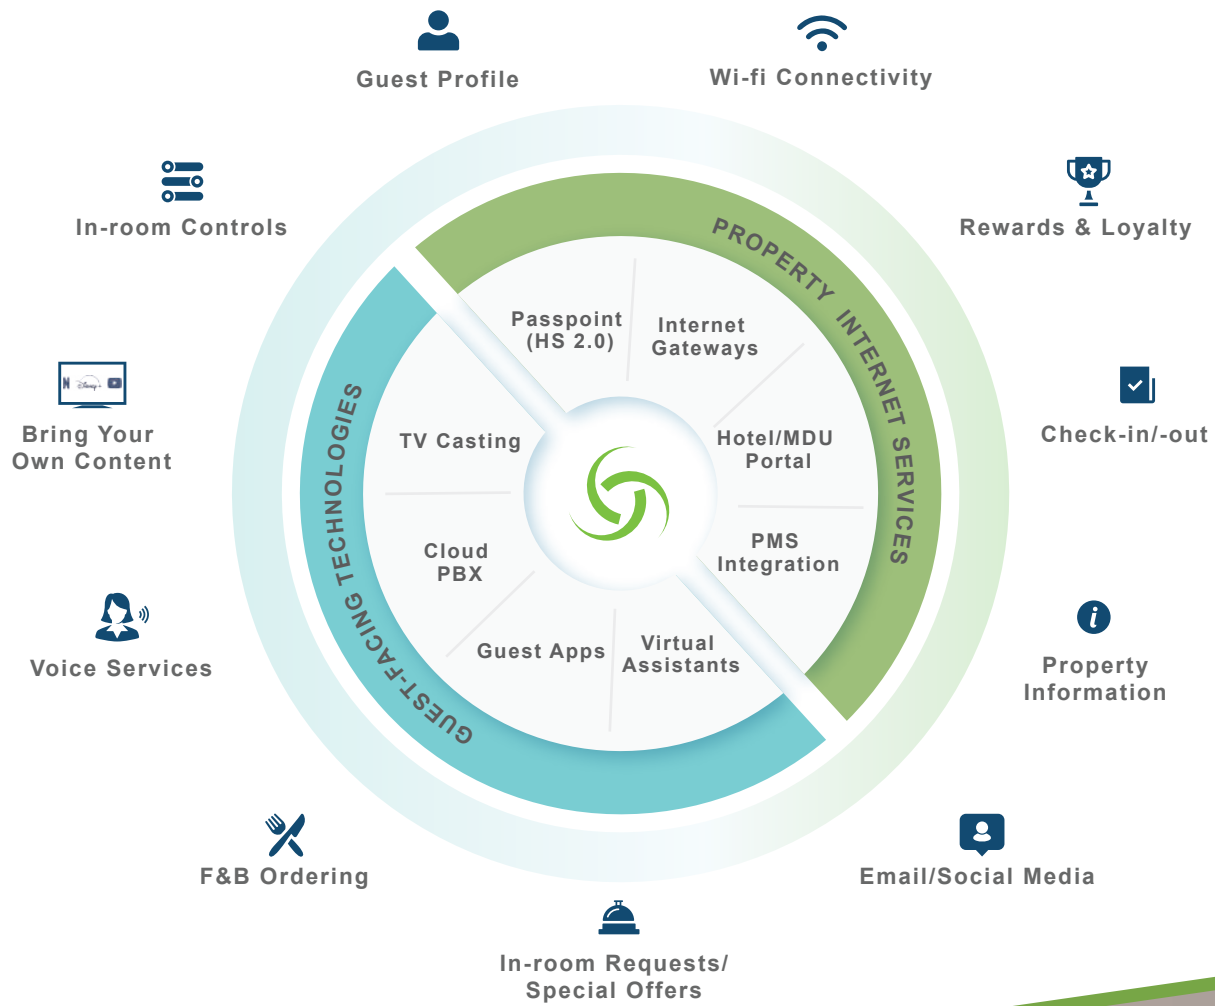 Guest Profile
Wi-fi Connectivity
In-room Controls
Rewards & Loyalty
PROPERTY INTERNET SERVICES
Passpoint
(HS 2.0)
Internet
Gateways
Bring Your
Own Content
N Disney+
GUEST-FACING TECHNOLOGIES
TV Casting
Hotel/MDU
Portal
Check-in/-out
Cloud
PBX
PMS
Integration
Voice Services
Guest Apps
Virtual
Assistants
i
Property
Information
F&B Ordering
Email/Social Media
In-room Requests/
Special Offers